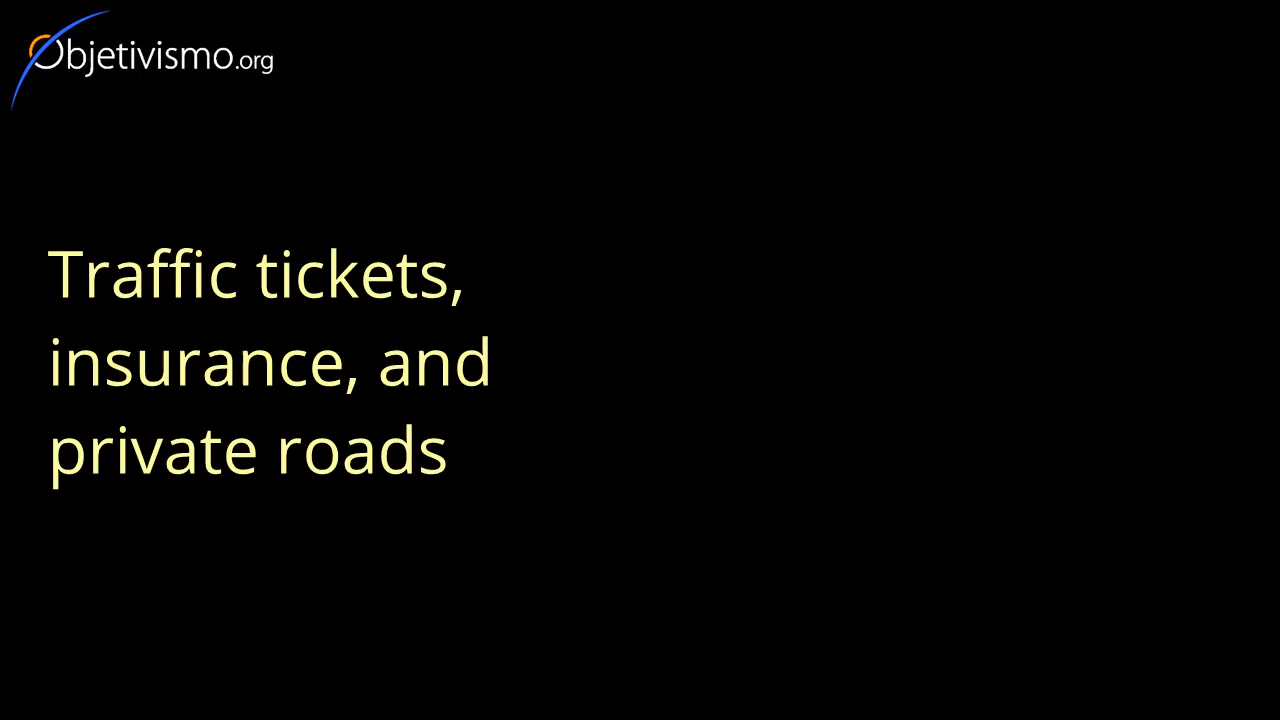 Objetivismo.org
Traffic tickets,
insurance, and
private roads